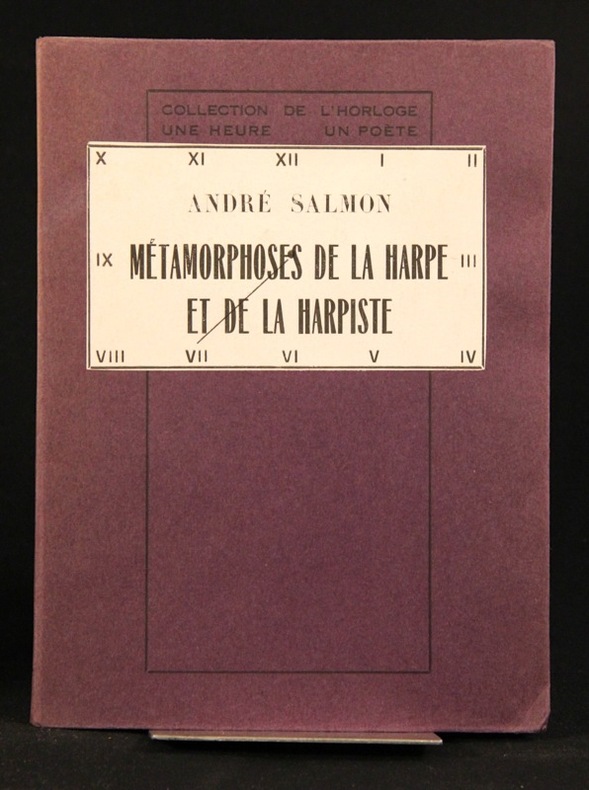 COLLECTION DE L'HORLOGE
UNE HEURE UN POÈTE
X XI XII I II
ANDRÉ SALMON
IX MÉTAMORPHOSES DE LA HARPE III
ET DE LA HARPISTE
VIII VII VI V IV